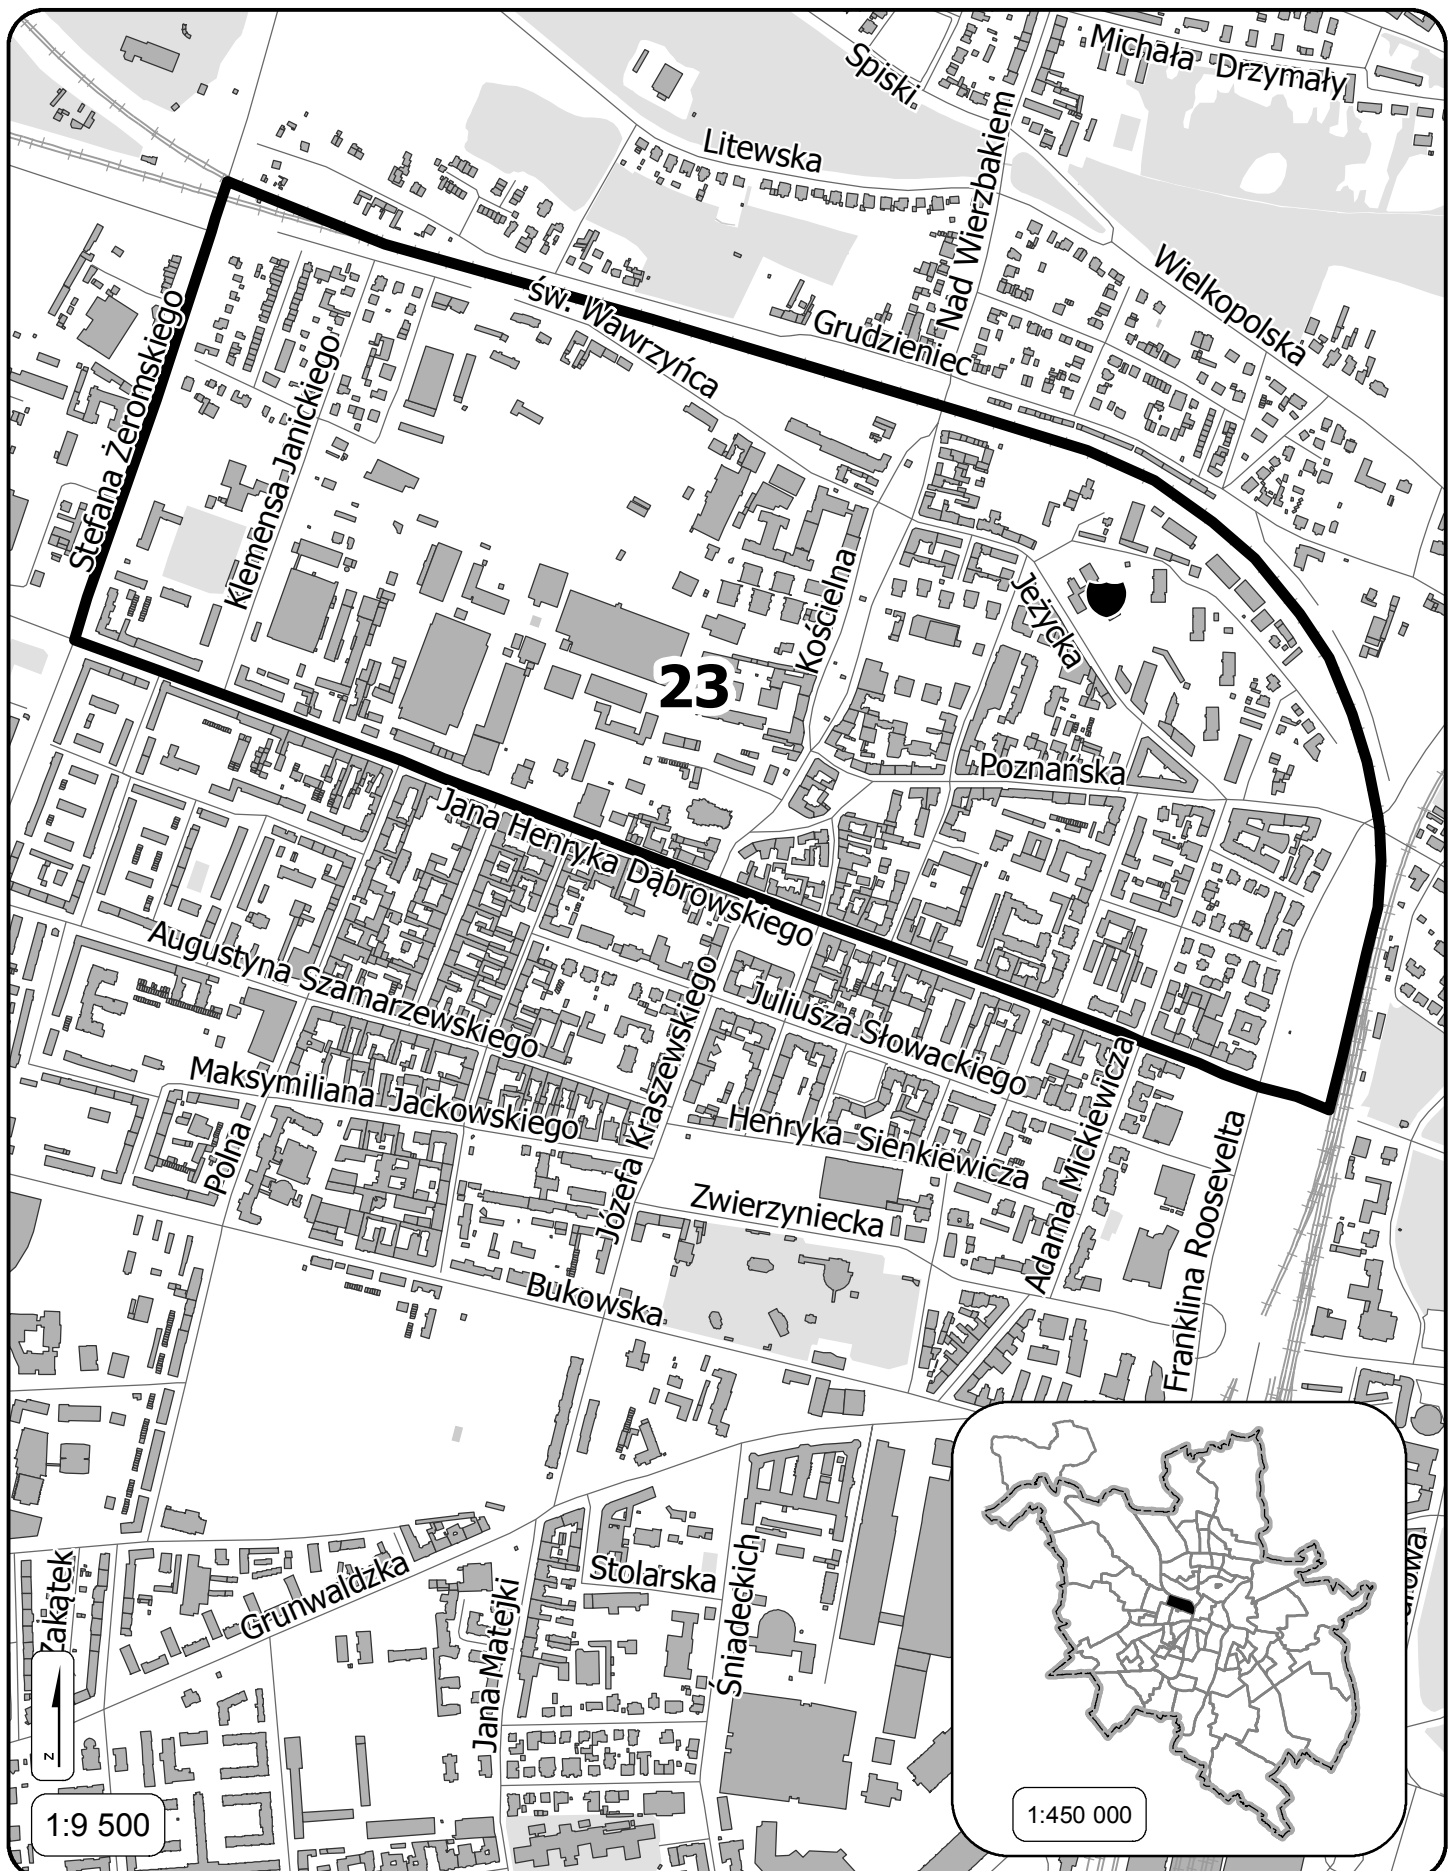 Michała Drzymały
Spiski
Litewska
Nad Wierzbakiem
Wielkopolska
św. Wawrzyńca
Grudzieniec
Stefana Żeromskiego
Klemensa Janickiego
Kościelna
Jeżycka
23
Poznańska
Jana Henryka Dąbrowskiego
Augustyna Szamarzewskiego
Juliusza Słowackiego
Maksymiliana Jackowskiego
Józefa Kraszewskiego
Henryka Sienkiewicza
Adama Mickiewicza
Polna
Zwierzyniecka
Franklina Roosevelta
Bukowska
Stolarska
Śniadeckich
Grunwaldzka
Zakątek
Jana Matejki
z
1:9 500
1:450 000